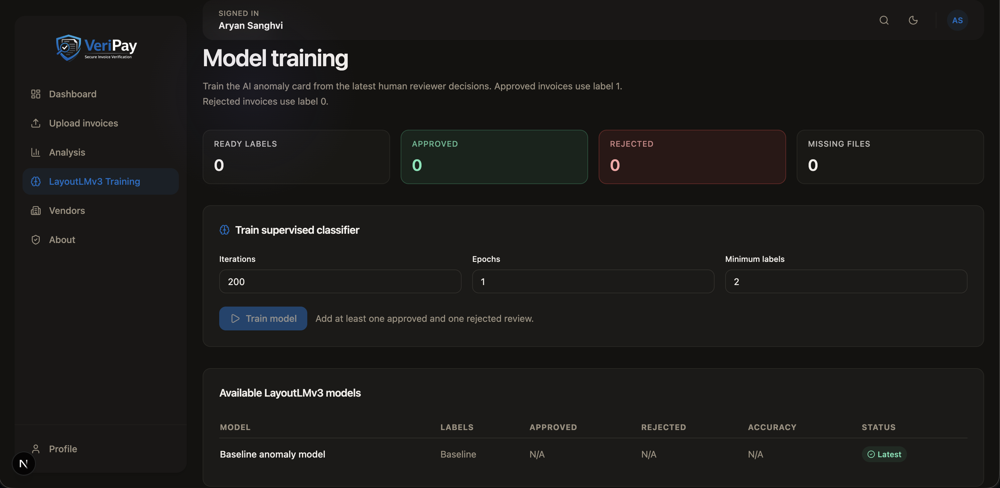 VeriPay
Secure Invoice Verification
Dashboard
Upload invoices
Analysis
LayoutLMv3 Training
Vendors
About
Profile
N
SIGNED IN
Aryan Sanghvi
AS
Model training
Train the AI anomaly card from the latest human reviewer decisions. Approved invoices use label 1.
Rejected invoices use label 0.
READY LABELS
0
APPROVED
0
REJECTED
0
MISSING FILES
0
Train supervised classifier
Iterations
200
Epochs
1
Minimum labels
2
Train model
Add at least one approved and one rejected review.
Available LayoutLMv3 models
MODEL LABELS APPROVED REJECTED ACCURACY STATUS
Baseline anomaly model Baseline N/A N/A N/A Latest